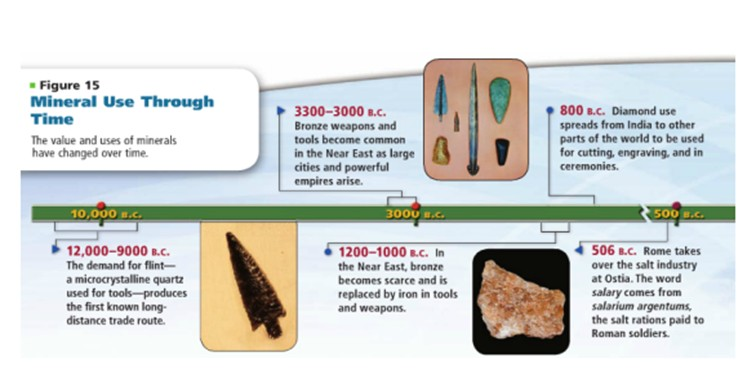 Figure 15
Mineral Use Through
Time
The value and uses of minerals
have changed over time.
3300–3000 B.C.
Bronze weapons and
tools become common
in the Near East as large
cities and powerful
empires arise.
800 B.C. Diamond use
spreads from India to other
parts of the world to be used
for cutting, engraving, and in
ceremonies.
10,000 B.C.
3000 B.C.
500 B.C.
12,000–9000 B.C.
The demand for flint—
a microcrystalline quartz
used for tools—produces
the first known long-
distance trade route.
1200–1000 B.C. In
the Near East, bronze
becomes scarce and is
replaced by iron in tools
and weapons.
506 B.C. Rome takes
over the salt industry
at Ostia. The word
salary comes from
salarium argentums,
the salt rations paid to
Roman soldiers.